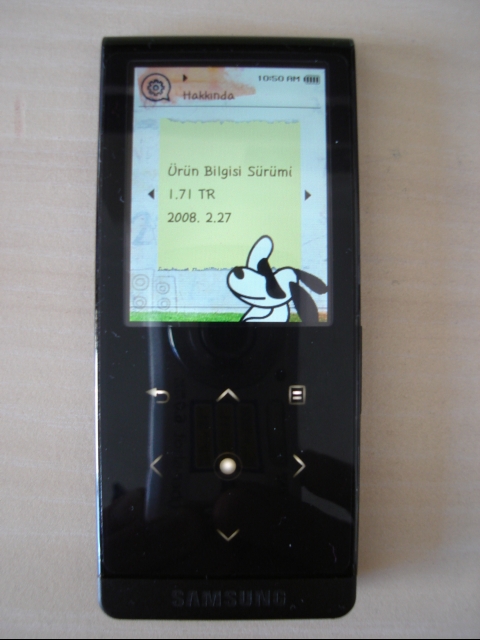 10:50 AM
Hakkında
Ürün Bilgisi Sürümi
1.71 TR
2008. 2.27
SAMSUNG